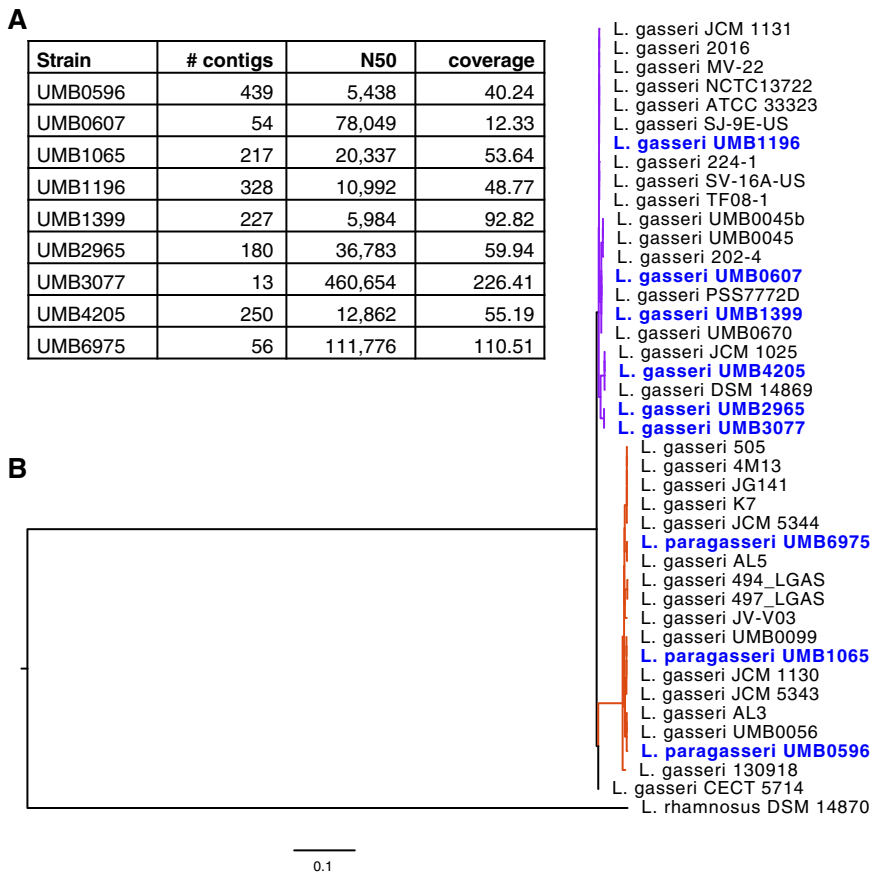 A
Strain # contigs N50 coverage
UMB0596 439 5,438 40.24
UMB0607 54 78,049 12.33
UMB1065 217 20,337 53.64
UMB1196 328 10,992 48.77
UMB1399 227 5,984 92.82
UMB2965 180 36,783 59.94
UMB3077 13 460,654 226.41
UMB4205 250 12,862 55.19
UMB6975 56 111,776 110.51
B
L. gasseri JCM 1131
L. gasseri 2016
L. gasseri MV-22
L. gasseri NCTC13722
L. gasseri ATCC 33323
L. gasseri SJ-9E-US
L. gasseri UMB1196
L. gasseri 224-1
L. gasseri SV-16A-US
L. gasseri TF08-1
L. gasseri UMB0045b
L. gasseri UMB0045
L. gasseri 202-4
L. gasseri UMB0607
L. gasseri PSS7772D
L. gasseri UMB1399
L. gasseri UMB0670
L. gasseri JCM 1025
L. gasseri UMB4205
L. gasseri DSM 14869
L. gasseri UMB2965
L. gasseri UMB3077
L. gasseri 505
L. gasseri 4M13
L. gasseri JG141
L. gasseri K7
L. gasseri JCM 5344
L. paragasseri UMB6975
L. gasseri AL5
L. gasseri 494_LGAS
L. gasseri 497_LGAS
L. gasseri JV-V03
L. gasseri UMB0099
L. paragasseri UMB1065
L. gasseri JCM 1130
L. gasseri JCM 5343
L. gasseri AL3
L. gasseri UMB0056
L. paragasseri UMB0596
L. gasseri 130918
L. gasseri CECT 5714
L. rhamnosus DSM 14870
0.1